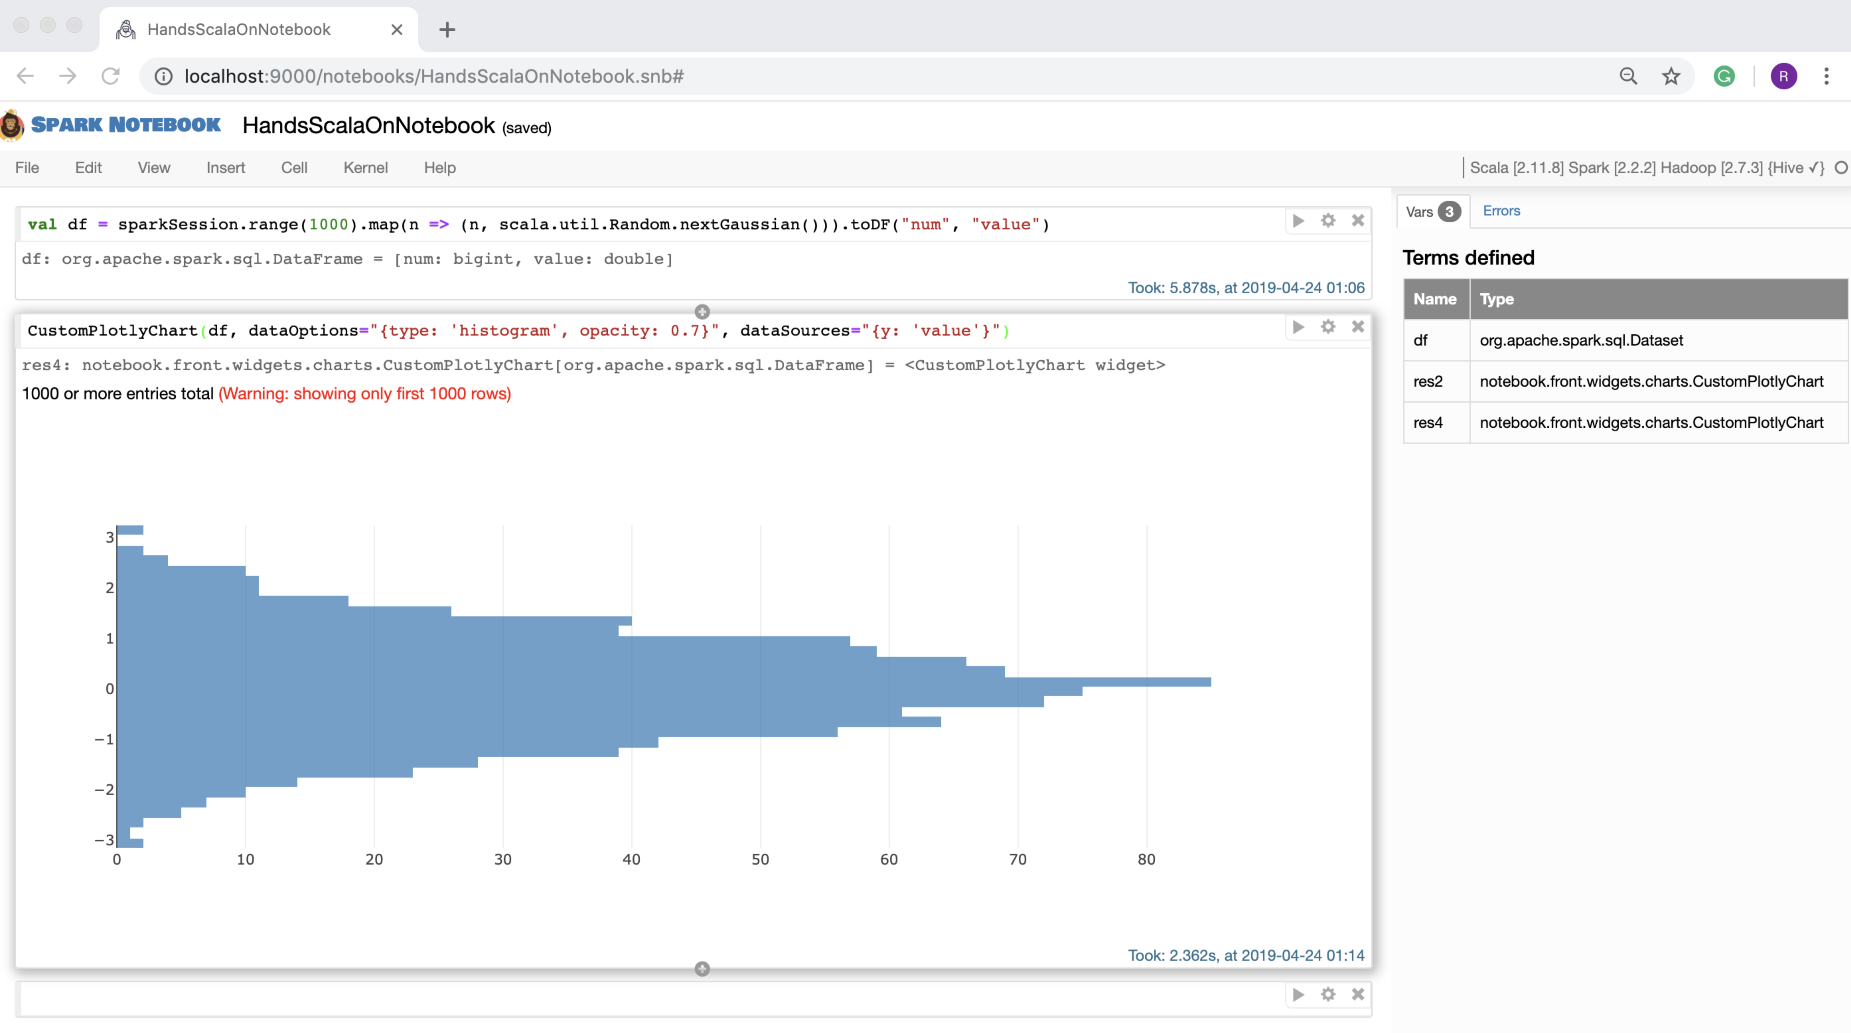 HandsScalaOnNotebook
localhost:9000/notebooks/HandsScalaOnNotebook.snb#
G
R
SPARK NOTEBOOK HandsScalaOnNotebook (saved)
File Edit View Insert Cell Kernel Help
Scala [2.11.8] Spark [2.2.2] Hadoop [2.7.3] {Hive ✓}
val df = sparkSession.range(1000).map(n => (n, scala.util.Random.nextGaussian())).toDF("num", "value")
df: org.apache.spark.sql.DataFrame = [num: bigint, value: double]
Took: 5.878s, at 2019-04-24 01:06
CustomPlotlyChart(df, dataOptions="{type: 'histogram', opacity: 0.7}", dataSources="{y: 'value'}")
res4: notebook.front.widgets.charts.CustomPlotlyChart[org.apache.spark.sql.DataFrame] = <CustomPlotlyChart widget>
1000 or more entries total (Warning: showing only first 1000 rows)
3
2
1
0
−1
−2
−3
0 10 20 30 40 50 60 70 80
Took: 2.362s, at 2019-04-24 01:14
Vars 3 Errors
Terms defined
Name Type
df org.apache.spark.sql.Dataset
res2 notebook.front.widgets.charts.CustomPlotlyChart
res4 notebook.front.widgets.charts.CustomPlotlyChart